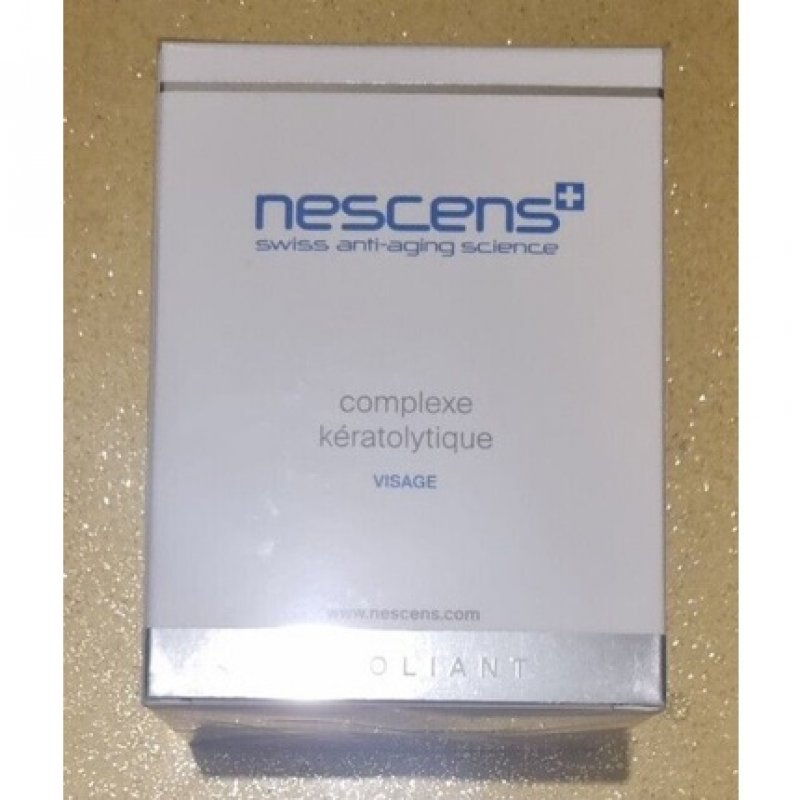 nescens
swiss anti-aging science
complexe
kératolytique
VISAGE
www.nescens.com